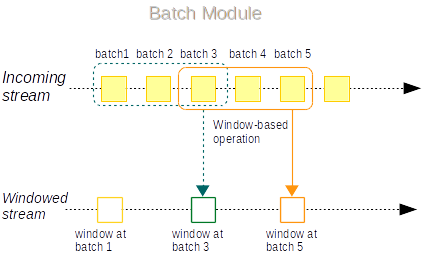 Batch Module
batch1 batch 2 batch 3 batch 4 batch 5
Incoming
stream
Window-based
operation
Windowed
stream
window at
batch 1
window at
batch 3
window at
batch 5